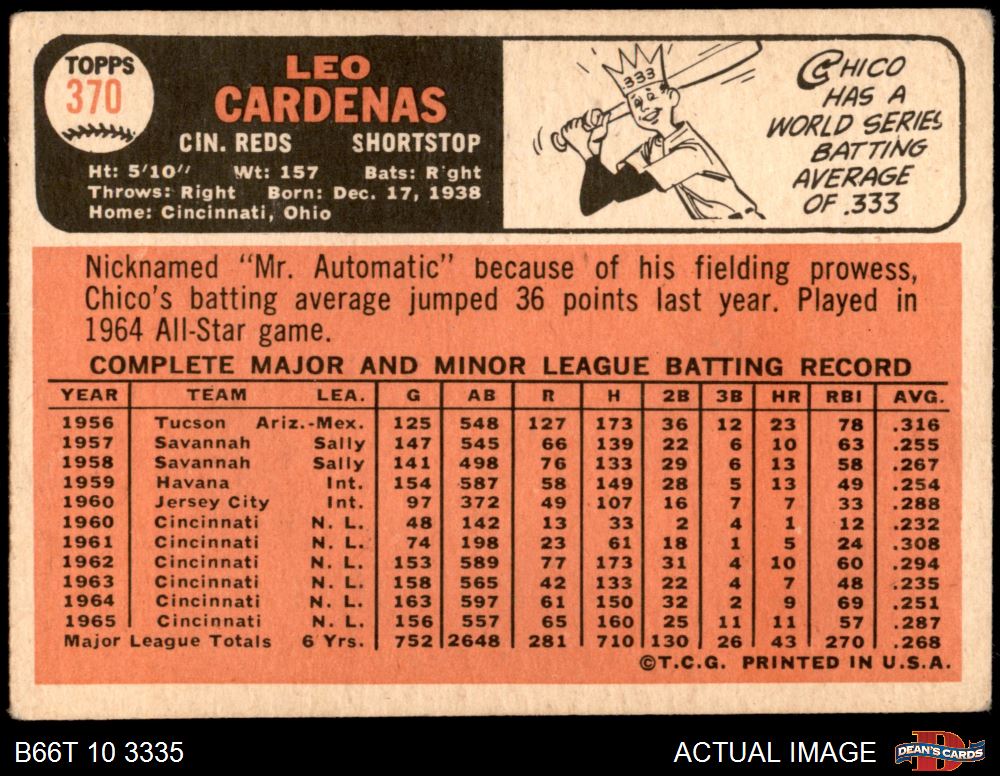 TOPPS
370
LEO
CARDENAS
CIN. REDS SHORTSTOP
Ht: 5'10" Wt: 157 Bats: Right
Throws: Right Born: Dec. 17, 1938
Home: Cincinnati, Ohio
.333
CHICO
HAS A
WORLD SERIES
BATTING
AVERAGE
OF .333
Nicknamed "Mr. Automatic" because of his fielding prowess,
Chico's batting average jumped 36 points last year. Played in
1964 All-Star game.
COMPLETE MAJOR AND MINOR LEAGUE BATTING RECORD
YEAR TEAM LEA. G AB R H 2B 3B HR RBI AVG.
1956 Tucson Ariz.-Mex. 125 548 127 173 36 12 23 78 .316
1957 Savannah Sally 147 545 66 139 22 6 10 63 .255
1958 Savannah Sally 141 498 76 133 29 6 13 58 .267
1959 Havana Int. 154 587 58 149 28 5 13 49 .254
1960 Jersey City Int. 97 372 49 107 16 7 7 33 .288
1960 Cincinnati N. L. 48 142 13 33 2 4 1 12 .232
1961 Cincinnati N. L. 74 198 23 61 18 1 5 24 .308
1962 Cincinnati N. L. 153 589 77 173 31 4 10 60 .294
1963 Cincinnati N. L. 158 565 42 133 22 4 7 48 .235
1964 Cincinnati N. L. 163 597 61 150 32 2 9 69 .251
1965 Cincinnati N. L. 156 557 65 160 25 11 11 57 .287
Major League Totals 6 Yrs. 752 2648 281 710 130 26 43 270 .268
©T.C.G. PRINTED IN U.S.A.
B66T 10 3335 ACTUAL IMAGE DEAN'S CARDS